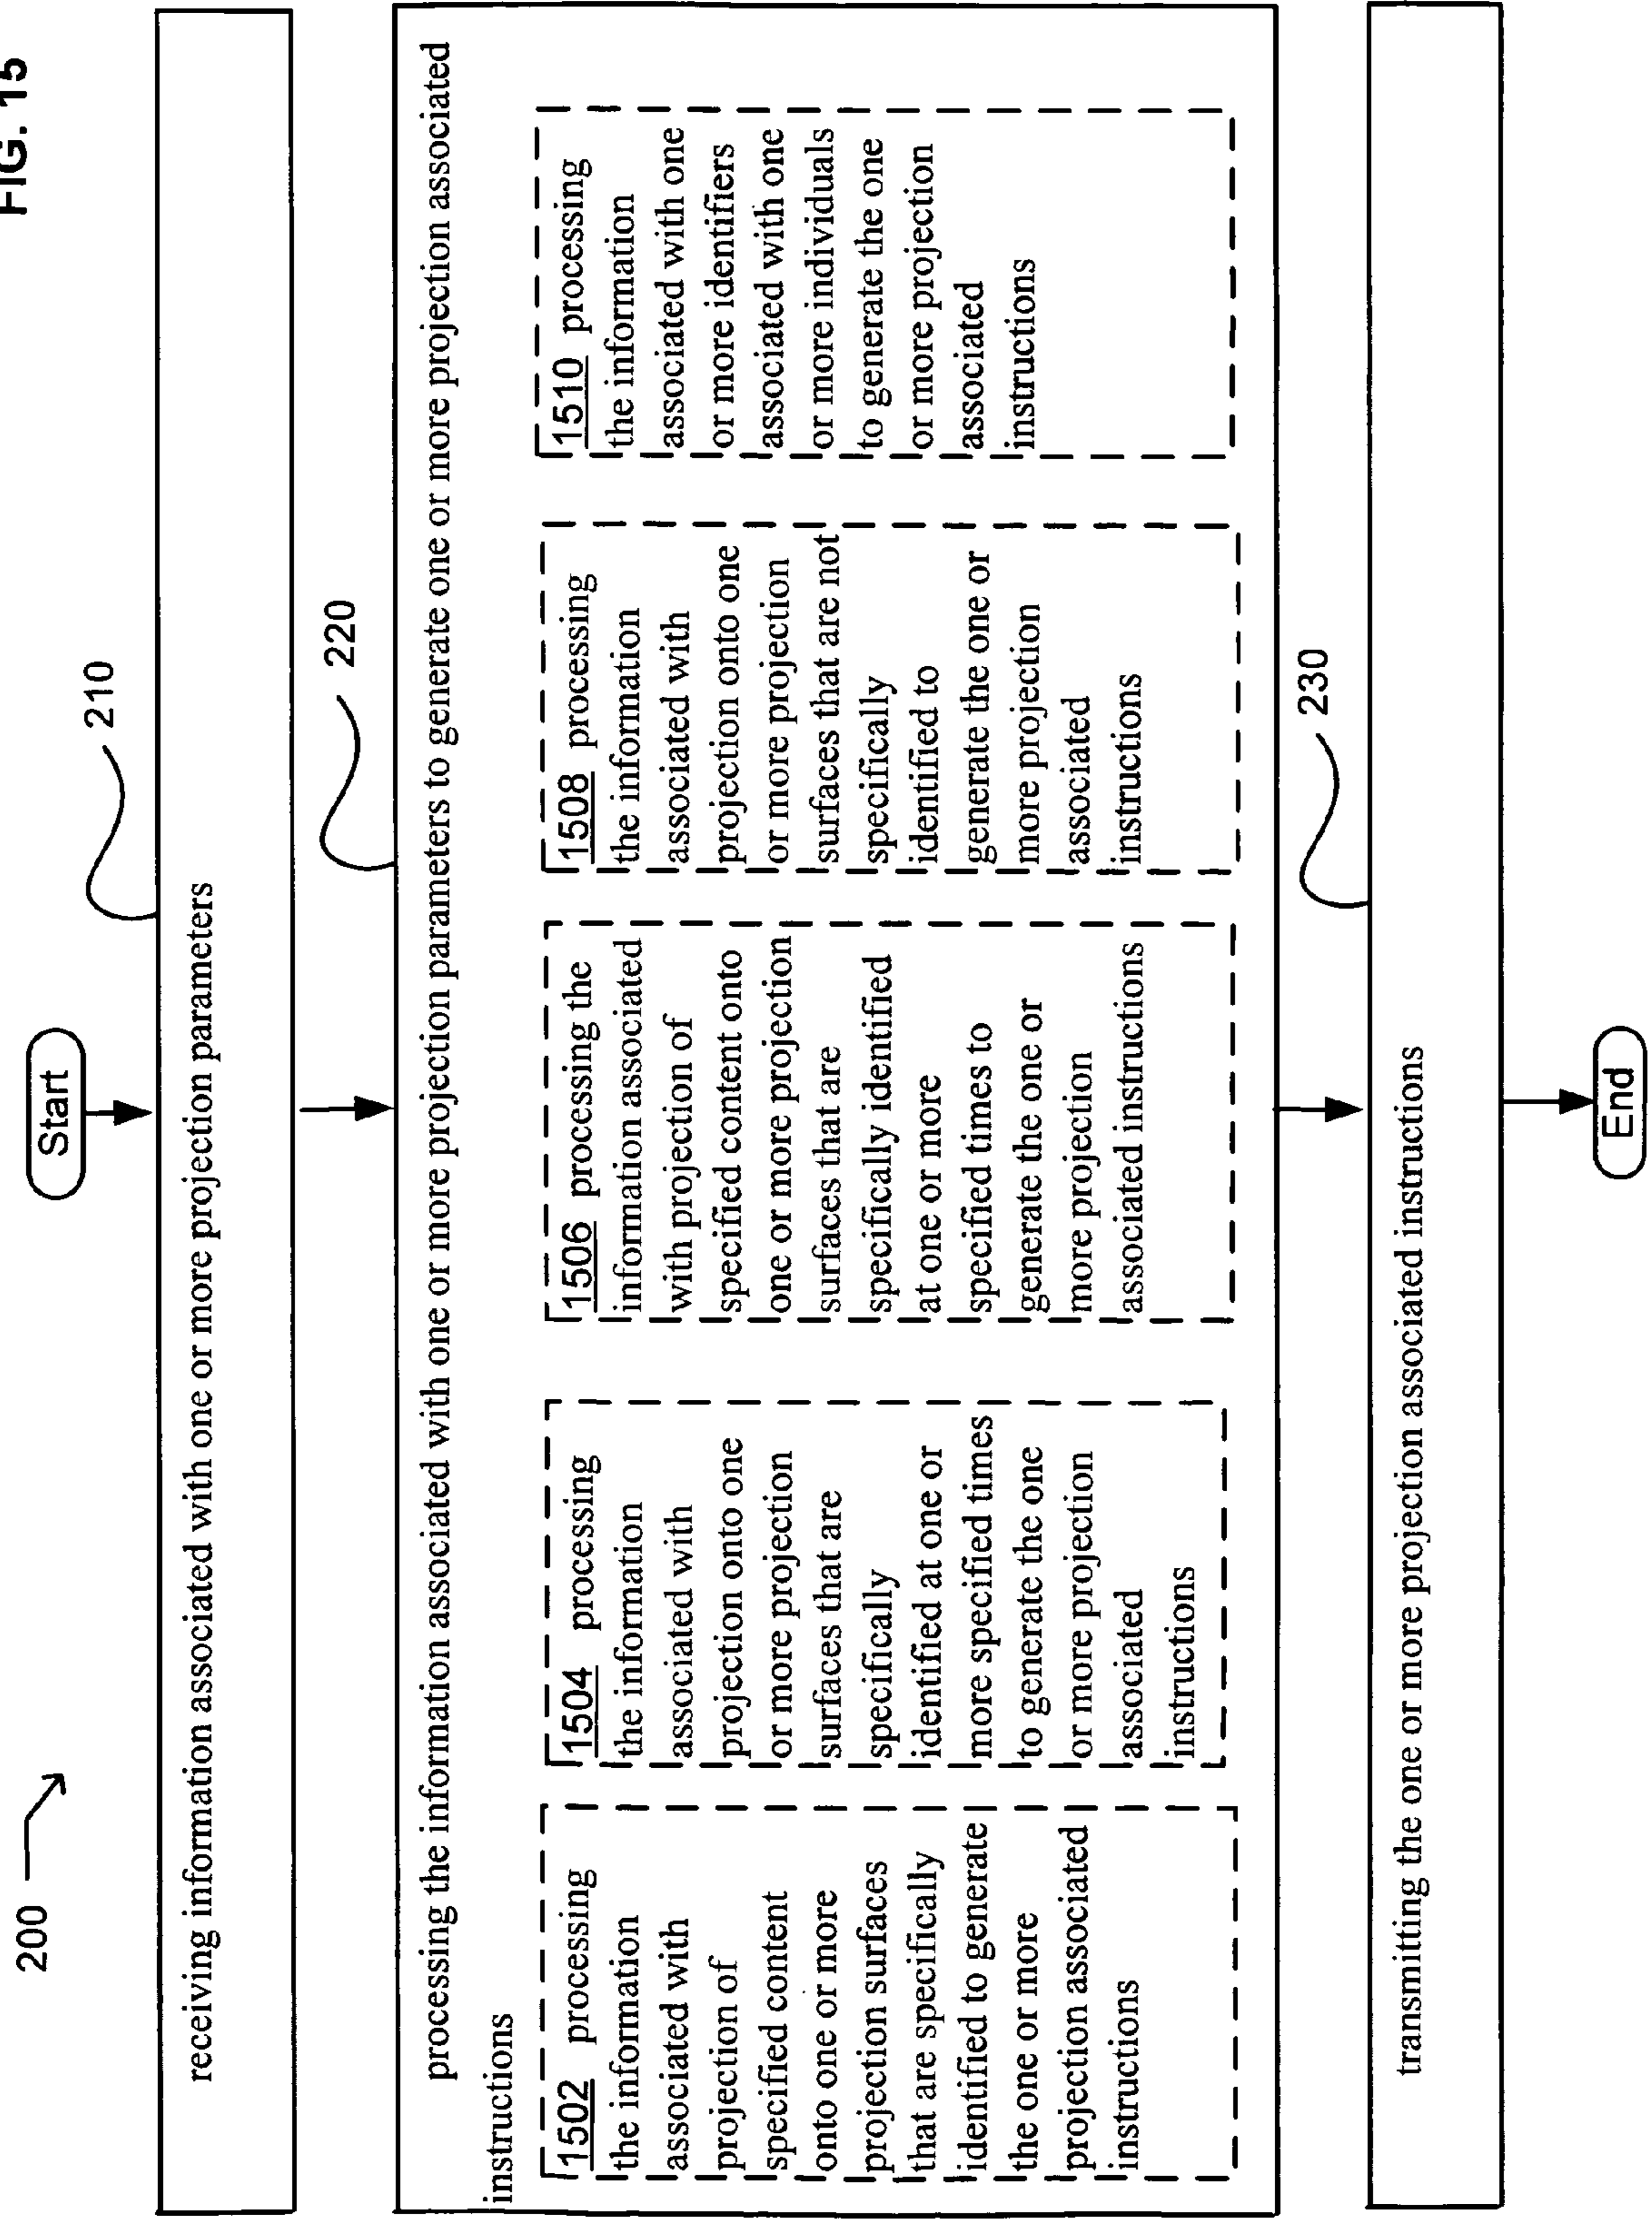 FIG. 15
200
Start
210
receiving information associated with one or more projection parameters
220
processing the information associated with one or more projection parameters to generate one or more projection associated
instructions
1502 processing
the information
associated with
projection of
specified content
onto one or more
projection surfaces
that are specifically
identified to generate
the one or more
projection associated
instructions
1504 processing
the information
associated with
projection onto one
or more projection
surfaces that are
specifically
identified at one or
more specified times
to generate the one
or more projection
associated
instructions
1506 processing the
information associated
with projection of
specified content onto
one or more projection
surfaces that are
specifically identified
at one or more
specified times to
generate the one or
more projection
associated instructions
1508 processing
the information
associated with
projection onto one
or more projection
surfaces that are not
specifically
identified to
generate the one or
more projection
associated
instructions
1510 processing
the information
associated with one
or more identifiers
associated with one
or more individuals
to generate the one
or more projection
associated
instructions
230
transmitting the one or more projection associated instructions
End